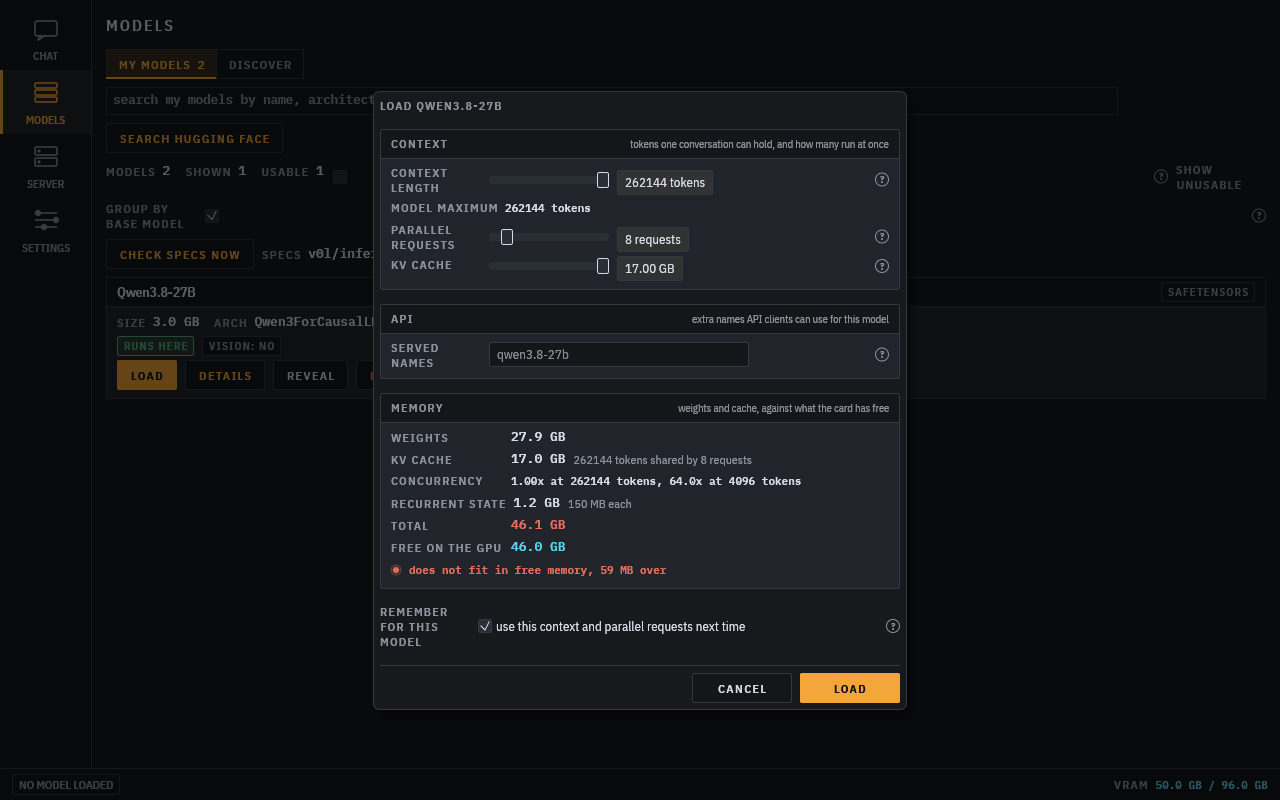 MODELS
CHAT
MODELS
SERVER
SETTINGS
MY MODELS 2
DISCOVER
search my models by name, architect
SEARCH HUGGING FACE
MODELS 2 SHOWN 1 USABLE 1
SHOW
UNUSABLE
GROUP BY
BASE MODEL
CHECK SPECS NOW
SPECS
Qwen3.8-27B
SAFETENSORS
SIZE 3.0 GB ARCH
RUNS HERE
VISION: NO
LOAD
DETAILS
REVEAL
LOAD QWEN3.8-27B
CONTEXT
tokens one conversation can hold, and how many run at once
CONTEXT
LENGTH
262144 tokens
?
MODEL MAXIMUM 262144 tokens
PARALLEL
REQUESTS
8 requests
?
KV CACHE
17.00 GB
?
API
extra names API clients can use for this model
SERVED
NAMES
qwen3.8-27b
?
MEMORY
weights and cache, against what the card has free
WEIGHTS 27.9 GB
KV CACHE 17.0 GB 262144 tokens shared by 8 requests
CONCURRENCY 1.00x at 262144 tokens, 64.0x at 4096 tokens
RECURRENT STATE 1.2 GB 150 MB each
TOTAL 46.1 GB
FREE ON THE GPU 46.0 GB
does not fit in free memory, 59 MB over
REMEMBER
FOR THIS
MODEL
use this context and parallel requests next time
?
CANCEL
LOAD
NO MODEL LOADED
VRAM 50.0 GB / 96.0 GB